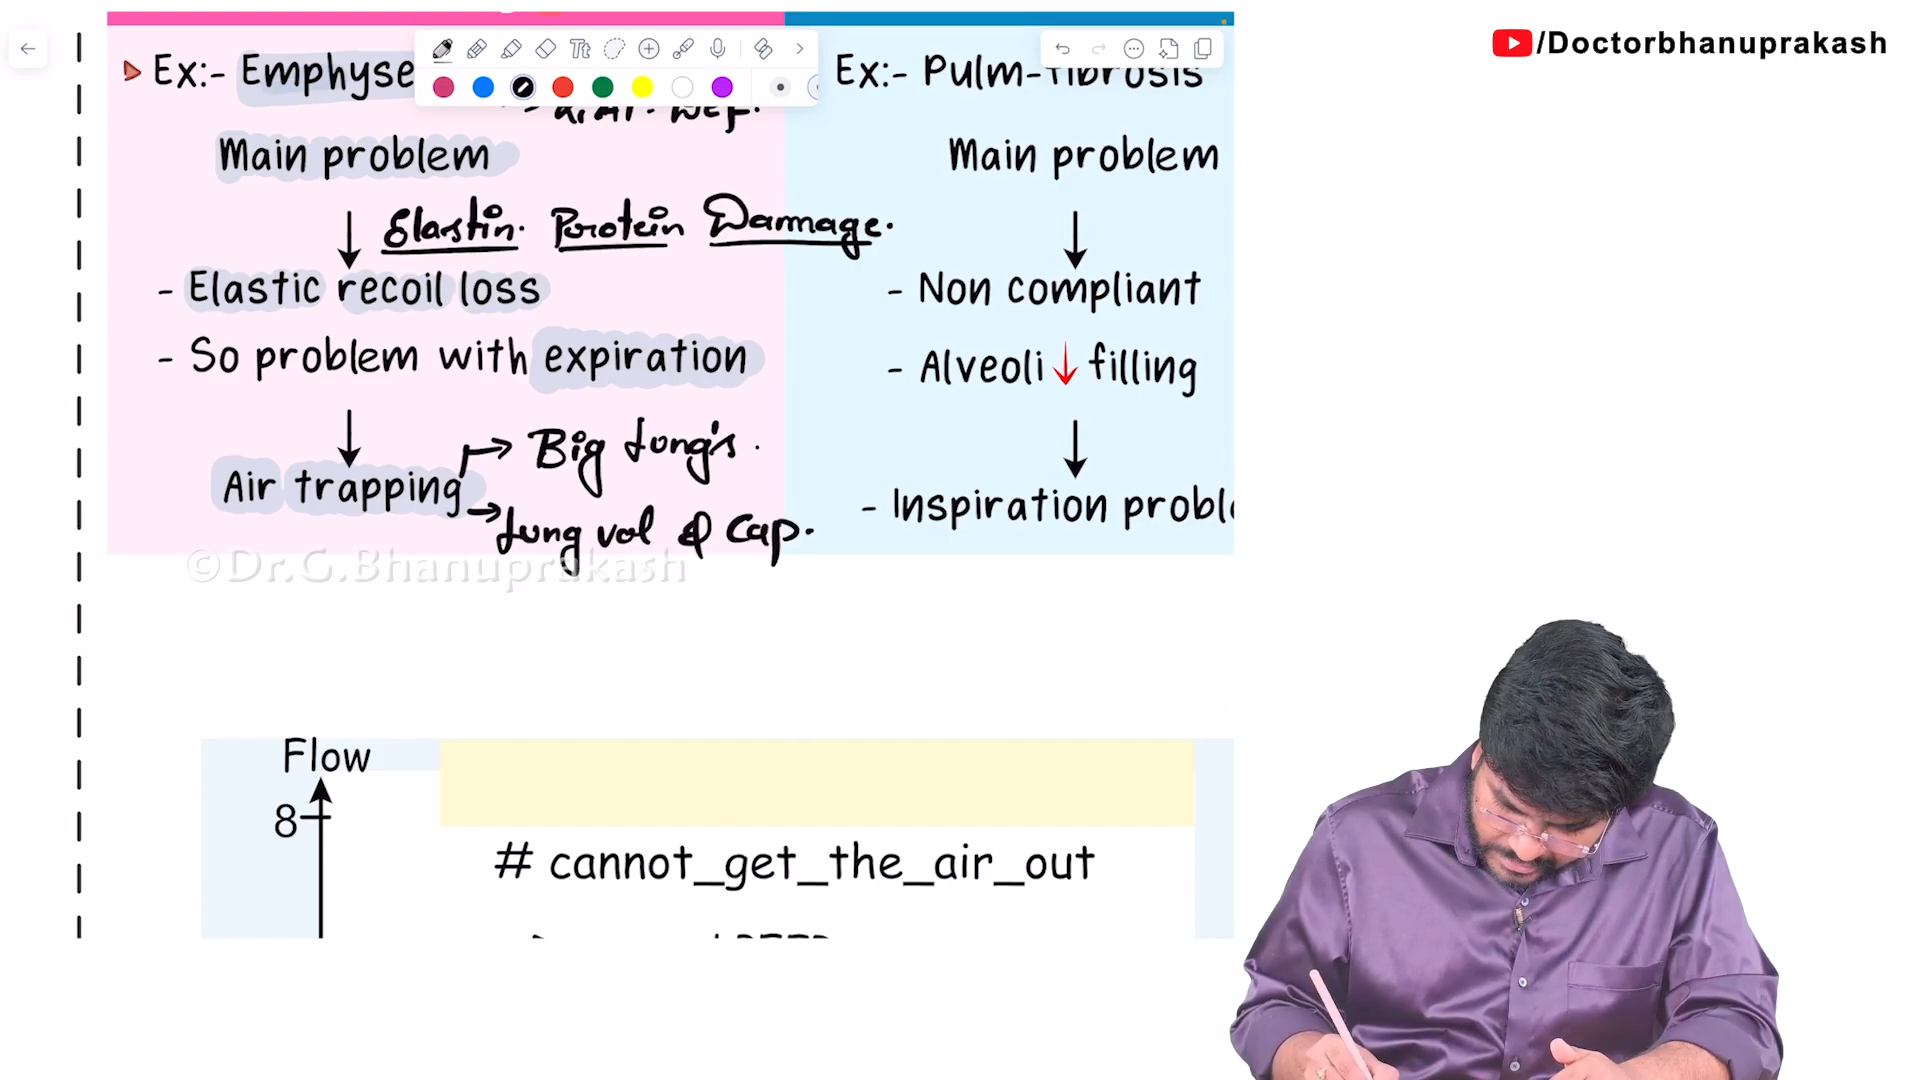 /Doctorbhanuprakash
Ex:- Emphyse
Main problem
Elastin. Protein Damage.
- Elastic recoil loss
- So problem with expiration
Air trapping
→ Big lung's.
→ lung vol & cap.
Ex:- Pulm-fibrosis
Main problem
- Non compliant
- Alveoli ↓ filling
- Inspiration
©Dr.G.Bhanuprakash
Flow
8
# cannot_get_the_air_out